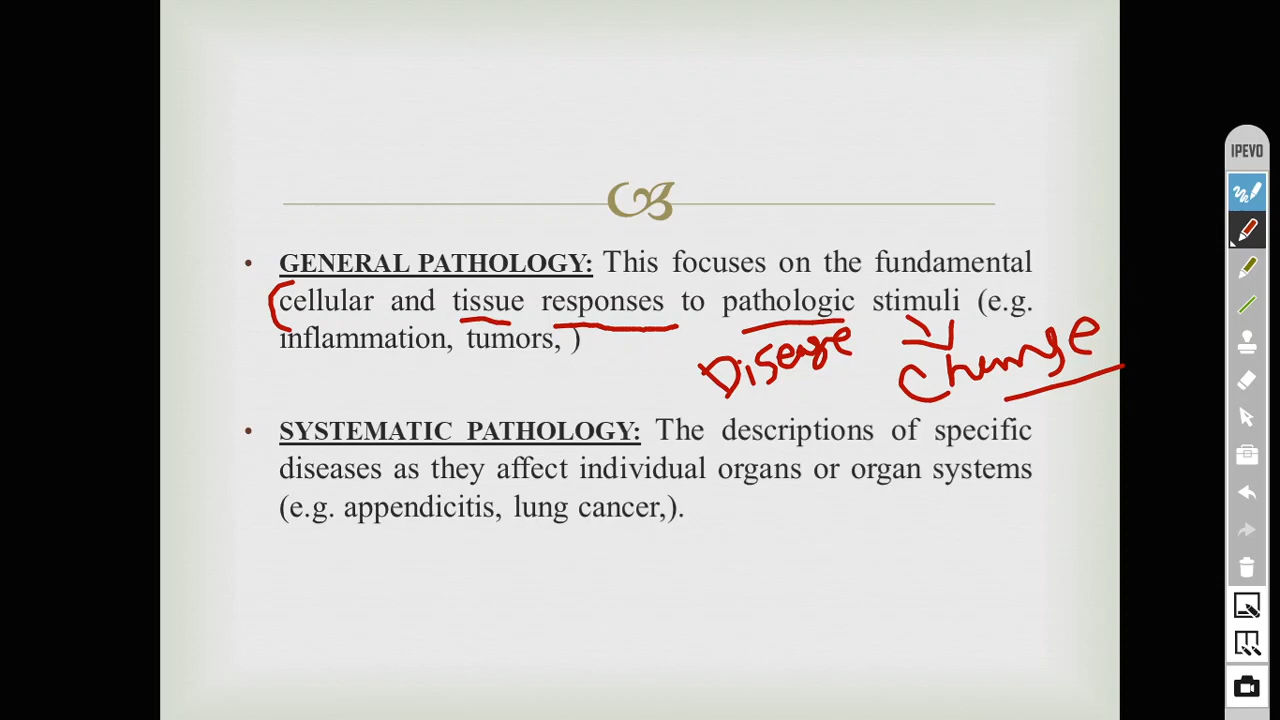 IPEVO
• GENERAL PATHOLOGY: This focuses on the fundamental
cellular and tissue responses to pathologic stimuli (e.g.
inflammation, tumors, )
Disease Change
• SYSTEMATIC PATHOLOGY: The descriptions of specific
diseases as they affect individual organs or organ systems
(e.g. appendicitis, lung cancer,).